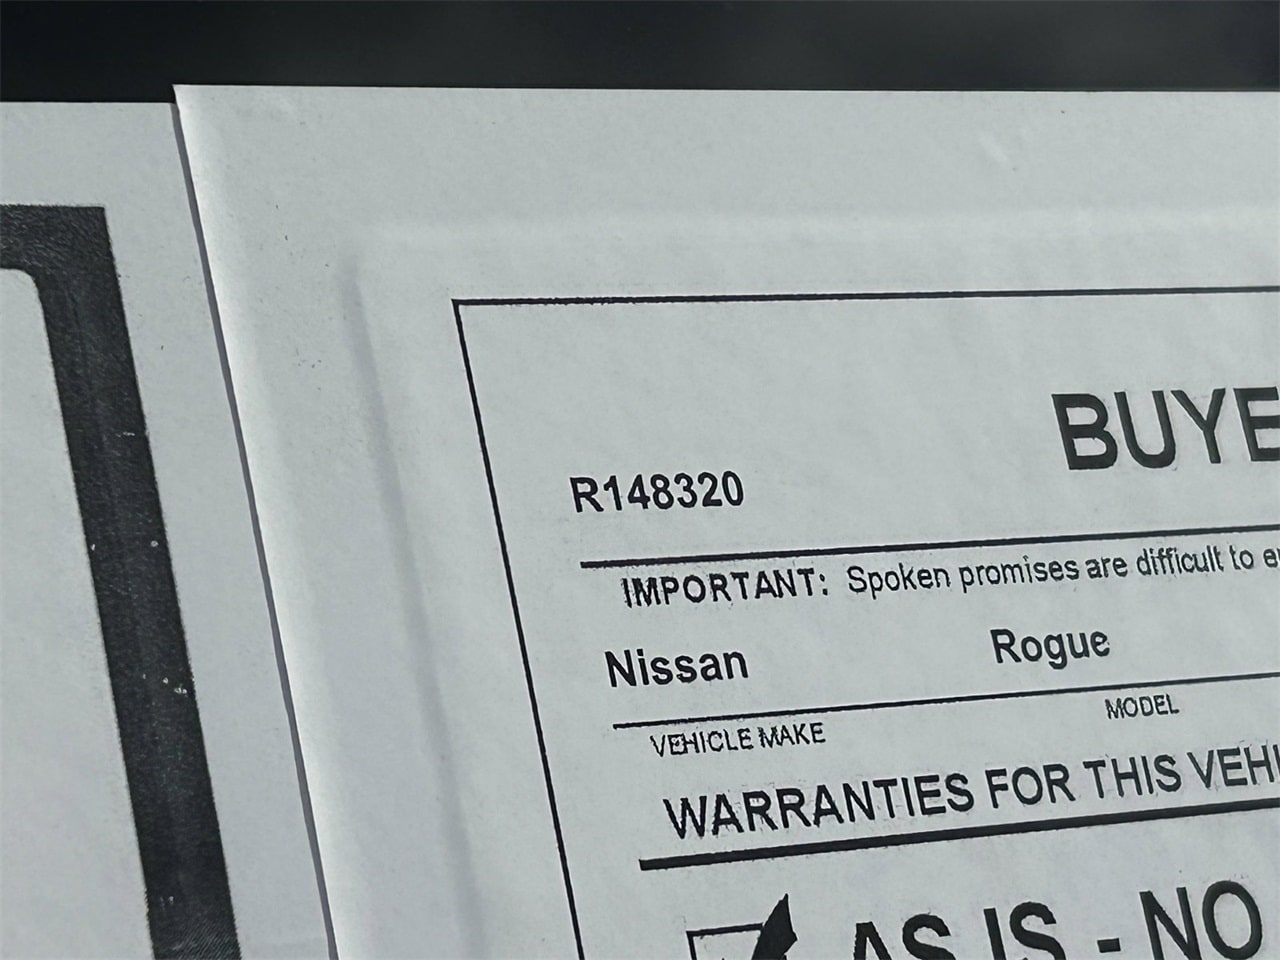 BUYE
R148320
IMPORTANT: Spoken promises are difficult to e
Nissan Rogue
VEHICLE MAKE MODEL
WARRANTIES FOR THIS VEHI
AS IS - NO